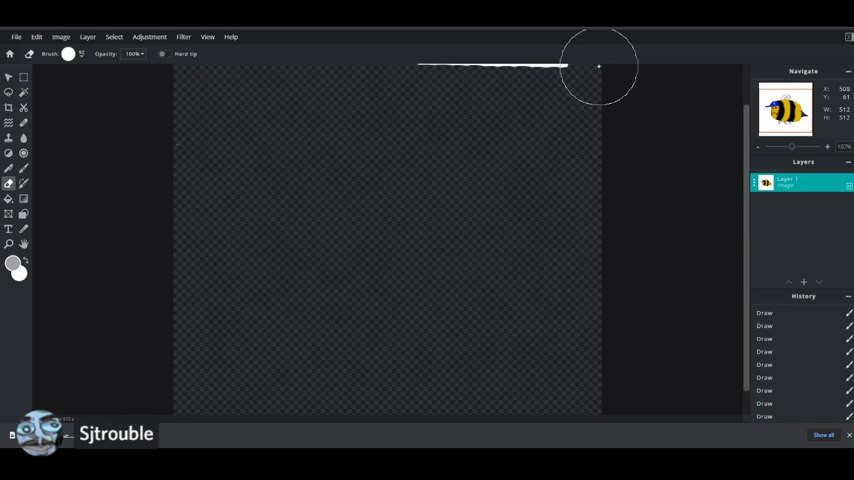 File Edit Image Layer Select Adjustment Filter View Help
Brush: Opacity: 100% Hard tip
Navigate
X: 508
Y: 61
W: 512
H: 512
187%
Layers
Layer 1
Image
History
Draw
Draw
Draw
Draw
Draw
Draw
Draw
Draw
Draw
Sjtrouble
Show all